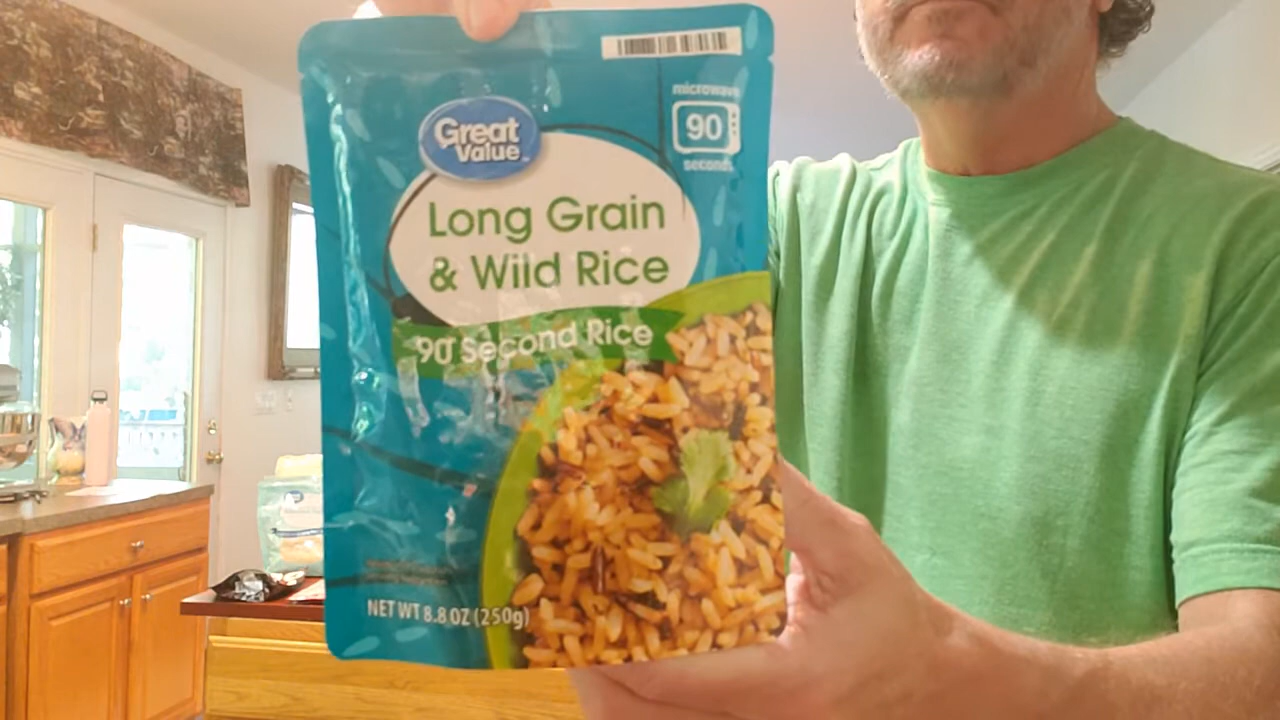 microwave
90
seconds
Great
Value
Long Grain
& Wild Rice
90 Second Rice
NET WT 8.8 OZ (250g)